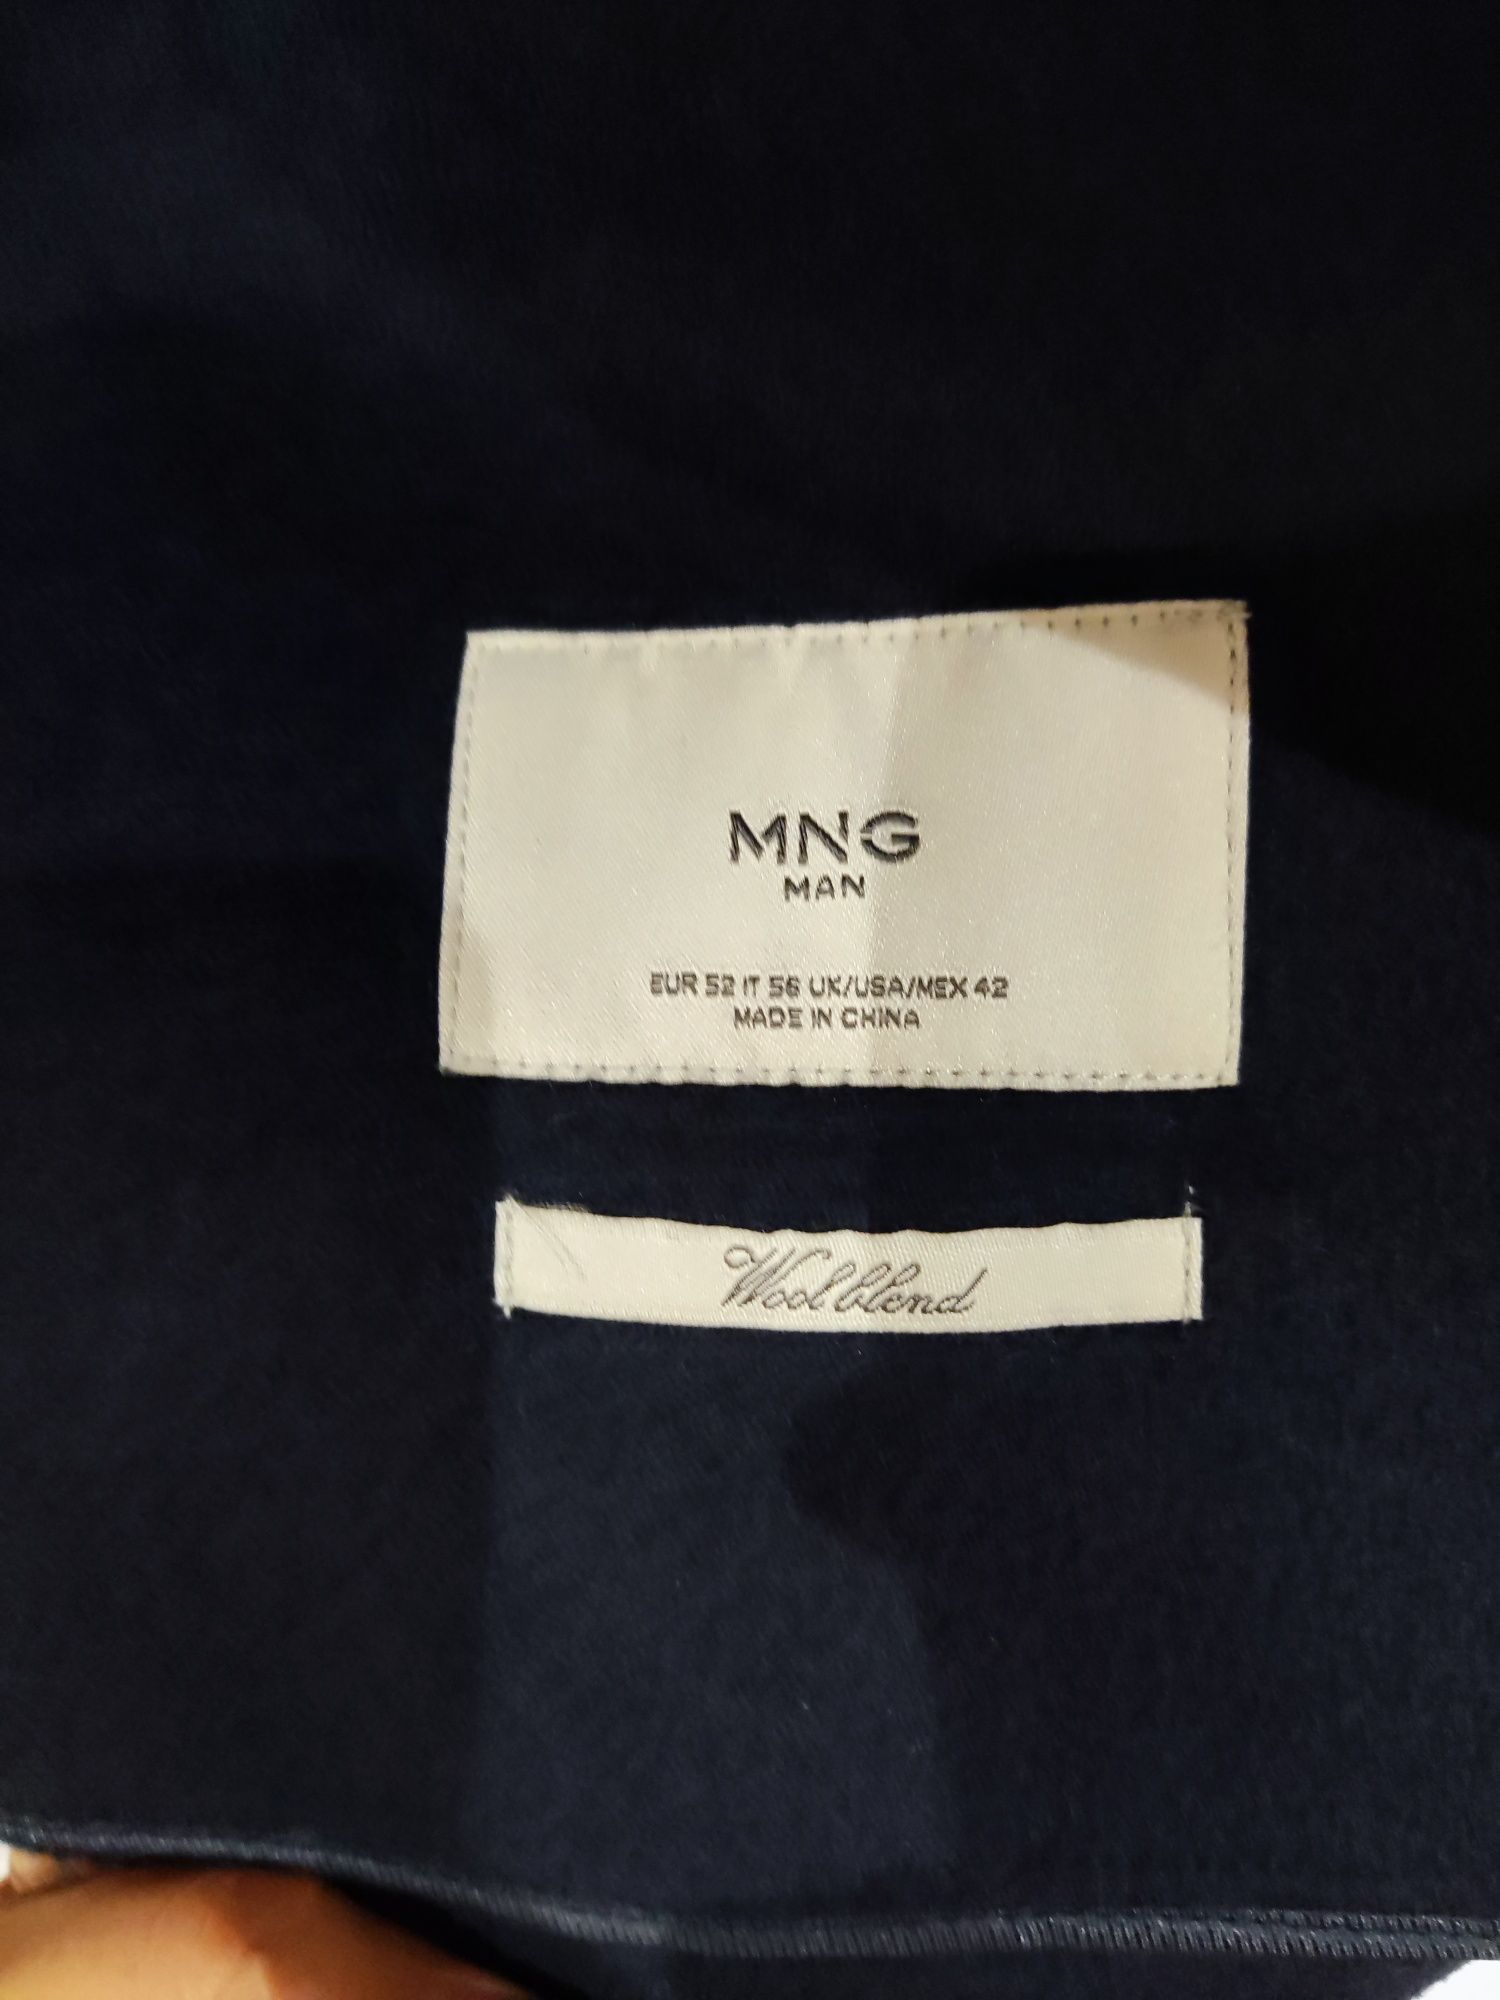 MNG
MAN
EUR 52 IT 56 UK/USA/MEX 42
MADE IN CHINA
Wool blend